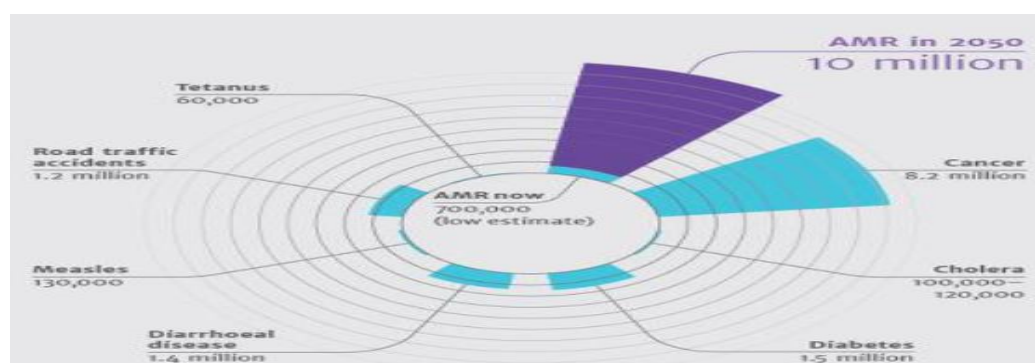 AMR in 2050
10 million
Tetanus
60,000
Road traffic
accidents
1.2 million
Cancer
8.2 million
AMR now
700,000
(low estimate)
Measles
130,000
Cholera
100,000–
120,000
Diarrhoeal
disease
1.4 million
Diabetes
1.5 million